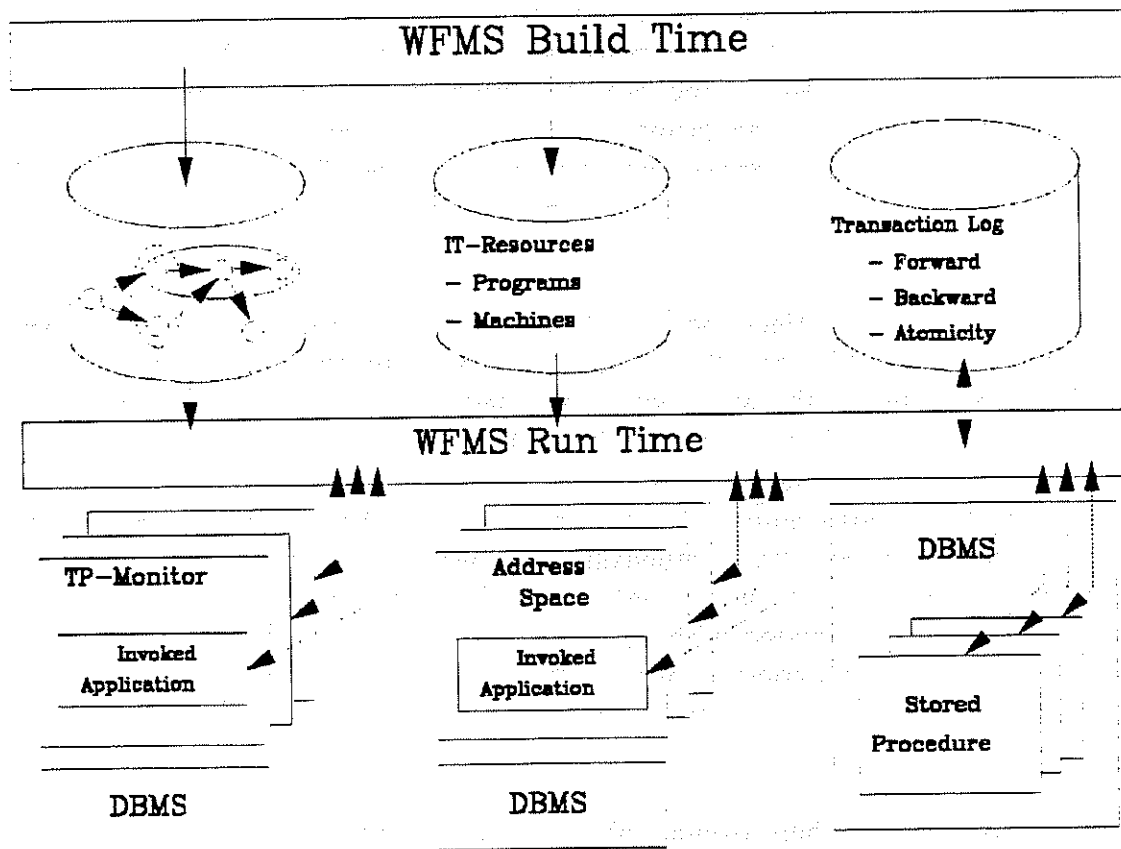 WFMS Build Time
IT-Resources
- Programs
- Machines
Transaction Log
- Forward
- Backward
- Atomicity
WFMS Run Time
TP-Monitor
Invoked
Application
DBMS
Address
Space
Invoked
Application
DBMS
DBMS
Stored
Procedure